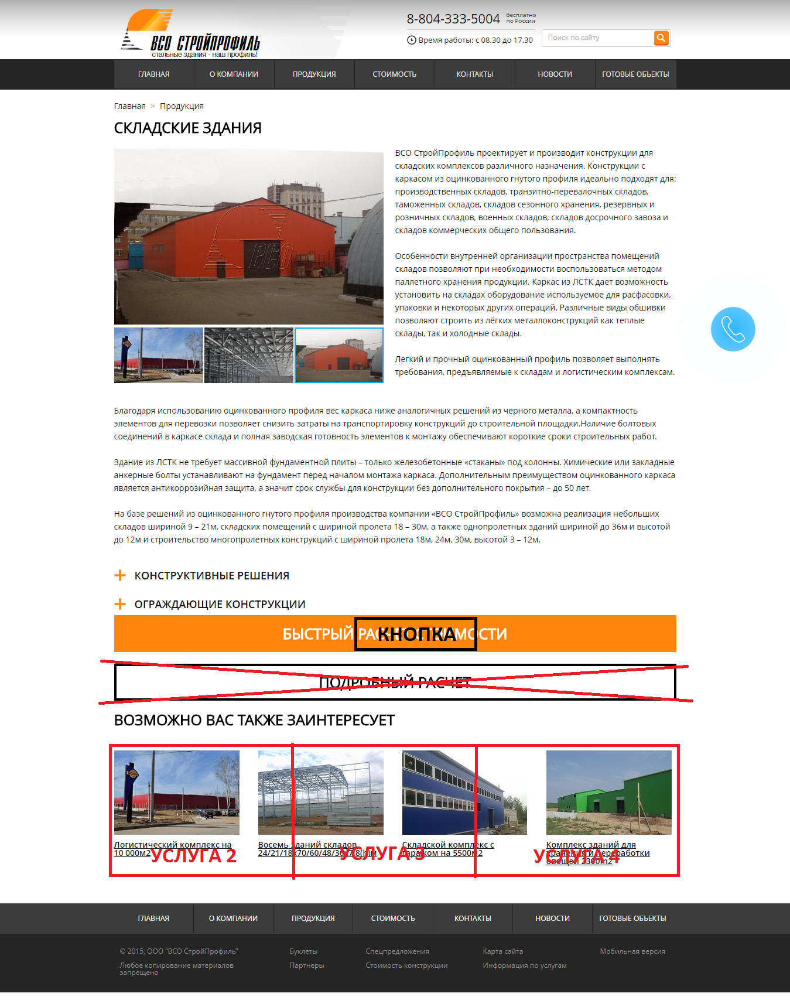 8-804-333-5004
бесплатно
по России
ВСО СТРОЙПРОФИЛЬ
стальные здания - наш профиль!
Время работы: с 08.30 до 17.30
Поиск по сайту
ГЛАВНАЯ
О КОМПАНИИ
ПРОДУКЦИЯ
СТОИМОСТЬ
КОНТАКТЫ
НОВОСТИ
ГОТОВЫЕ ОБЪЕКТЫ
Главная > Продукция
СКЛАДСКИЕ ЗДАНИЯ
ВСО
ВСО СтройПрофиль проектирует и производит конструкции для
складских комплексов различного назначения. Конструкции с
каркасом из оцинкованного гнутого профиля идеально подходят для:
производственных складов, транзитно-перевалочных складов,
таможенных складов, складов сезонного хранения, резервных и
розничных складов, военных складов, складов досрочного завоза и
складов коммерческих общего пользования.
Особенности внутренней организации пространства помещений
складов позволяют при необходимости воспользоваться методом
паллетного хранения продукции. Каркас из ЛСТК дает возможность
установить на складах оборудование используемое для расфасовки,
упаковки и некоторых других операций. Различные виды обшивки
позволяют строить из лёгких металлоконструкций как теплые
склады, так и холодные склады.
Легкий и прочный оцинкованный профиль позволяет выполнять
требования, предъявляемые к складам и логистическим комплексам.
Благодаря использованию оцинкованного профиля вес каркаса ниже аналогичных решений из черного металла, а компактность
элементов для перевозки позволяет снизить затраты на транспортировку конструкций до строительной площадки.Наличие болтовых
соединений в каркасе склада и полная заводская готовность элементов к монтажу обеспечивают короткие сроки строительных работ.
Здание из ЛСТК не требует массивной фундаментной плиты – только железобетонные «стаканы» под колонны. Химические или закладные
анкерные болты устанавливают на фундамент перед началом монтажа каркаса. Дополнительным преимуществом оцинкованного каркаса
является антикоррозийная защита, а значит срок службы для конструкции без дополнительного покрытия – до 50 лет.
На базе решений из оцинкованного гнутого профиля производства компании «ВСО СтройПрофиль» возможна реализация небольших
складов шириной 9 – 21м, складских помещений с шириной пролета 18 – 30м, а также однопролетных зданий шириной до 36м и высотой
до 12м и строительство многопролетных конструкций с шириной пролета 18м, 24м, 30м, высотой 3 – 12м.
КОНСТРУКТИВНЫЕ РЕШЕНИЯ
ОГРАЖДАЮЩИЕ КОНСТРУКЦИИ
БЫСТРЫЙ РАСЧЕТ СТОИМОСТИ
КНОПКА
ПОДРОБНЫЙ РАСЧЕТ
ВОЗМОЖНО ВАС ТАКЖЕ ЗАИНТЕРЕСУЕТ
Логистический комплекс на
10 000м2
УСЛУГА 2
Восемь зданий складов
24/21/18х70/60/48/36х7/8(h)м
УСЛУГА 3
Складской комплекс с
гаражом на 5500м2
Комплекс зданий для
хранения и переработки
овощей 2300m2
УСЛУГА 4
ГЛАВНАЯ
О КОМПАНИИ
ПРОДУКЦИЯ
СТОИМОСТЬ
КОНТАКТЫ
НОВОСТИ
ГОТОВЫЕ ОБЪЕКТЫ
© 2015, ООО “ВСО СтройПрофиль”
Любое копирование материалов
запрещено
Буклеты
Партнеры
Спецпредложения
Стоимость конструкции
Карта сайта
Информация по услугам
Мобильная версия